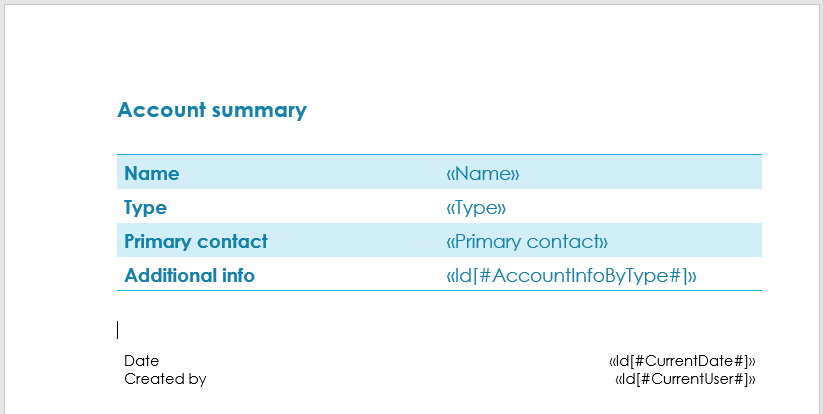 Account summary
Name «Name»
Type «Type»
Primary contact «Primary contact»
Additional info «Id[#AccountInfoByType#]»
Date «Id[#CurrentDate#]»
Created by «Id[#CurrentUser#]»